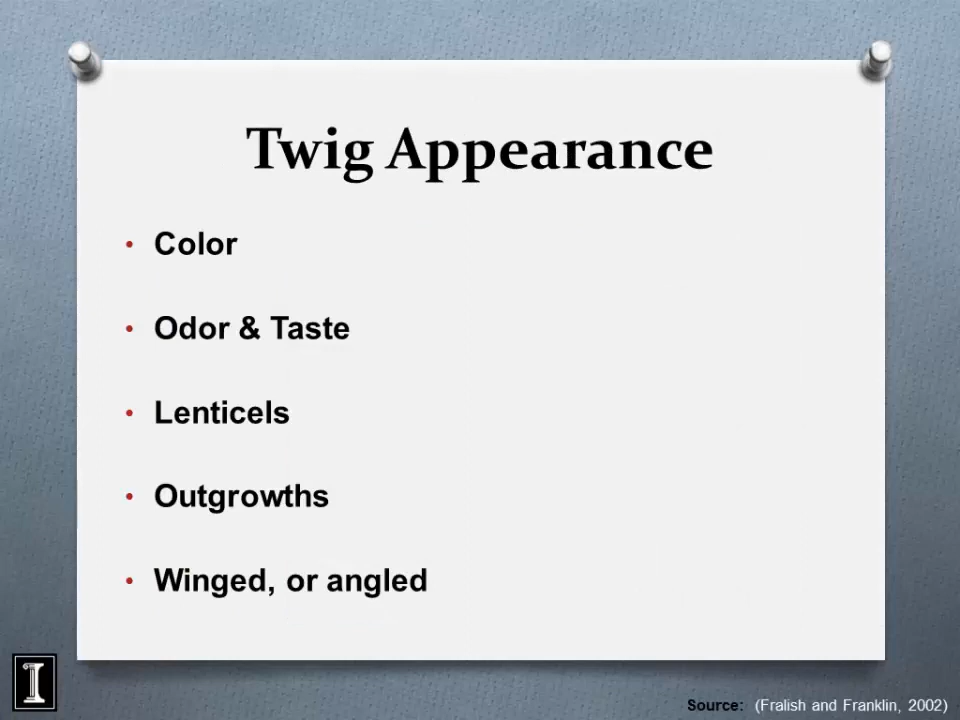 Twig Appearance
• Color
• Odor & Taste
• Lenticels
• Outgrowths
• Winged, or angled
I
Source: (Fralish and Franklin, 2002)